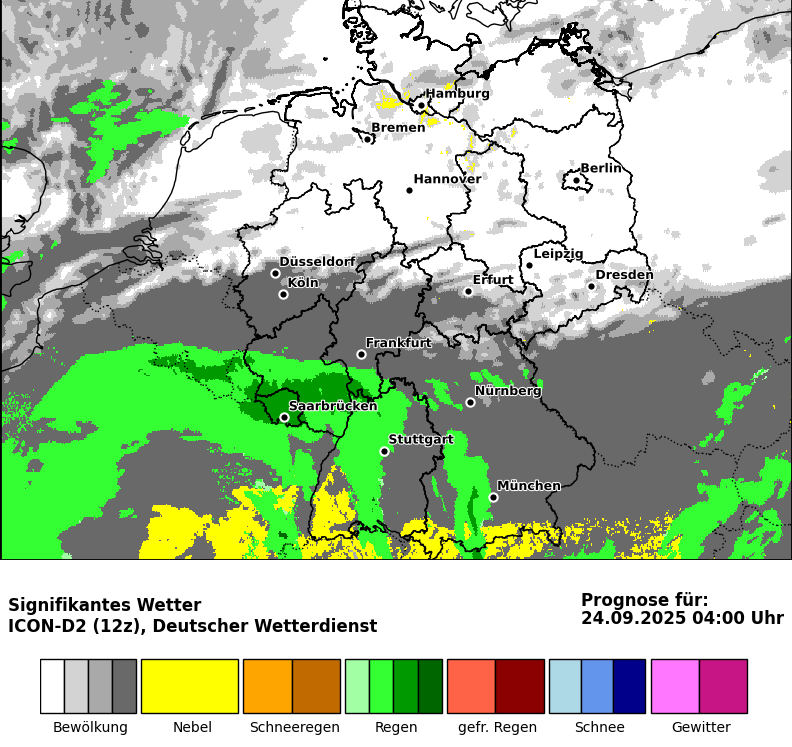 Hamburg
Bremen
Hannover
Berlin
Düsseldorf
Köln
Leipzig
Erfurt
Dresden
Frankfurt
Nürnberg
Saarbrücken
Stuttgart
München
Signifikantes Wetter
ICON-D2 (12z), Deutscher Wetterdienst
Prognose für:
24.09.2025 04:00 Uhr
Bewölkung
Nebel
Schneeregen
Regen
gefr. Regen
Schnee
Gewitter